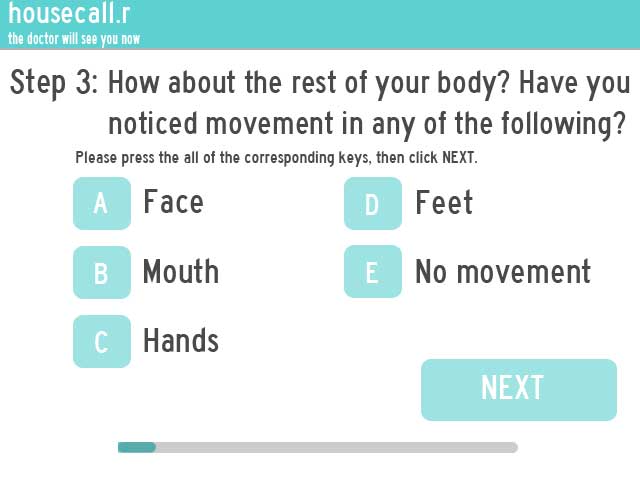 housecall.r
the doctor will see you now
Step 3: How about the rest of your body? Have you
noticed movement in any of the following?
Please press the all of the corresponding keys, then click NEXT.
A Face
B Mouth
C Hands
D Feet
E No movement
NEXT